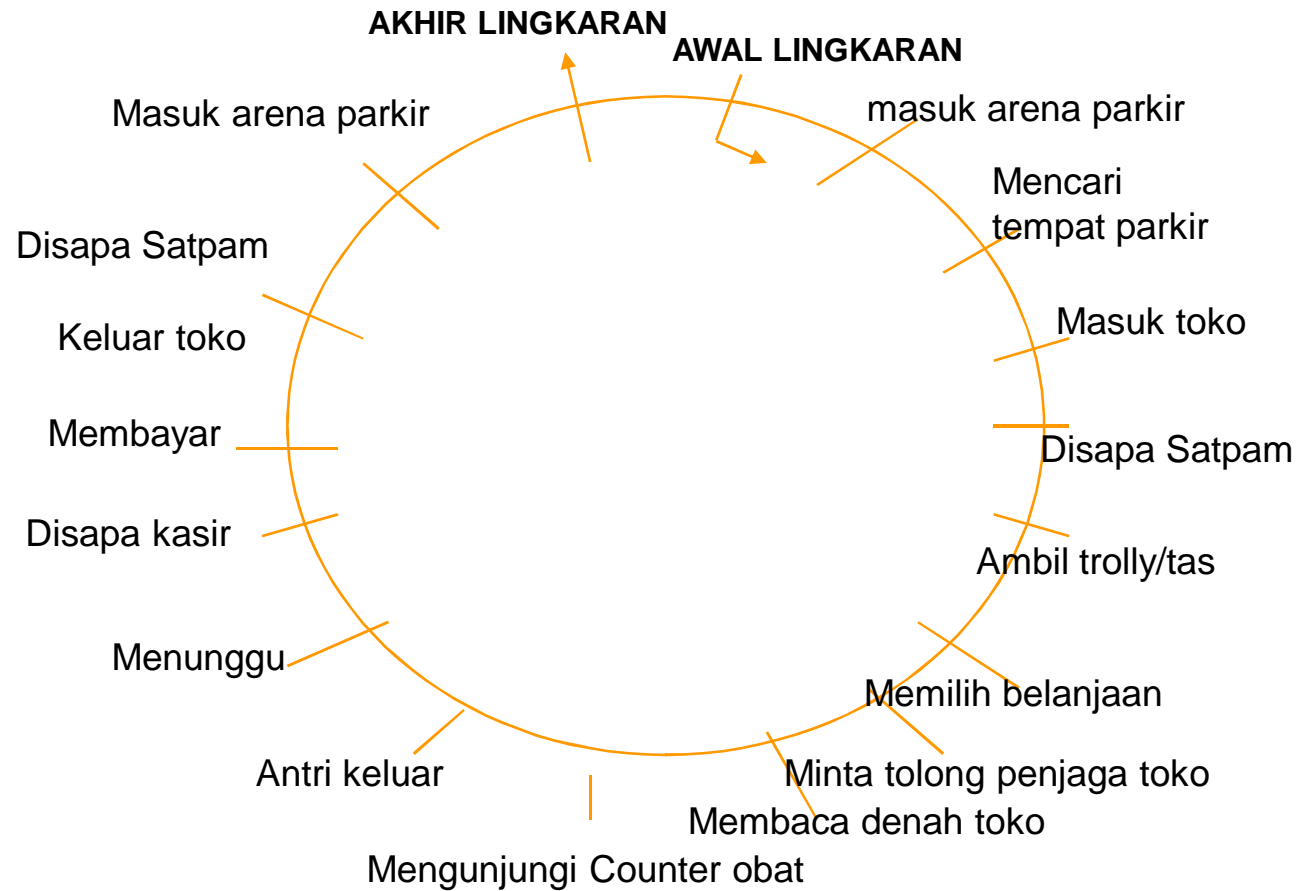 AKHIR LINGKARAN
AWAL LINGKARAN
masuk arena parkir
Mencari
tempat parkir
Masuk toko
Disapa Satpam
Ambil trolly/tas
Memilih belanjaan
Minta tolong penjaga toko
Membaca denah toko
Mengunjungi Counter obat
Antri keluar
Menunggu
Disapa kasir
Membayar
Keluar toko
Disapa Satpam
Masuk arena parkir